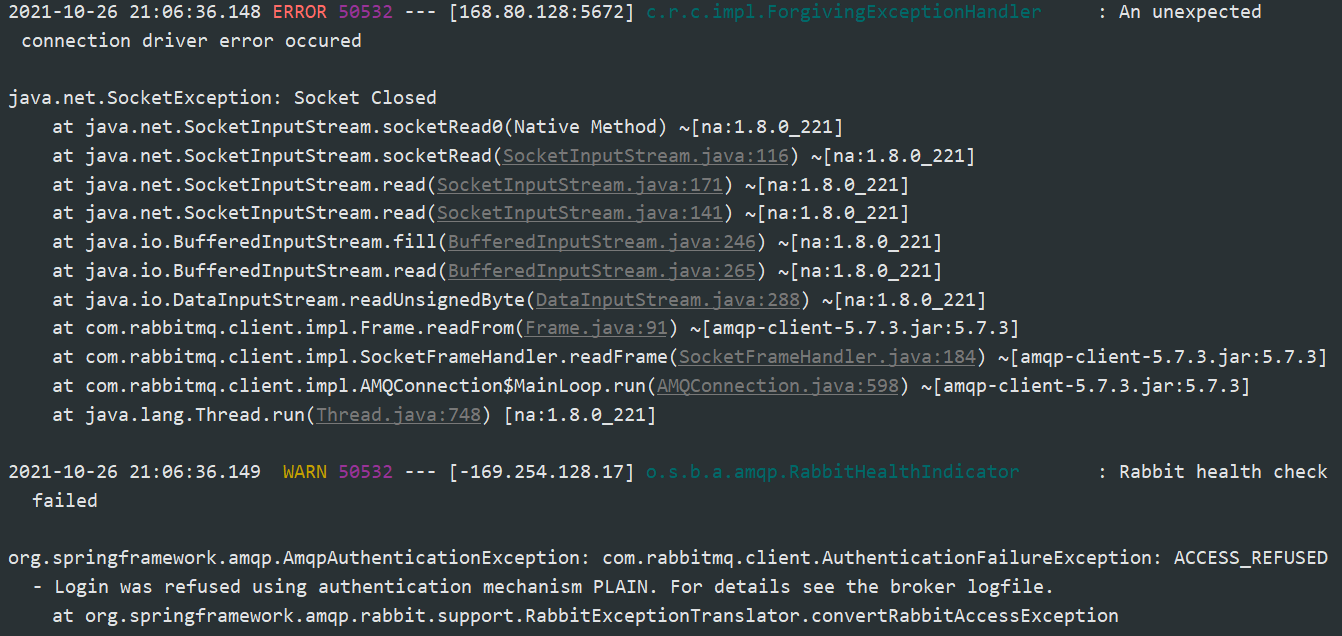 2021-10-26 21:06:36.148 ERROR 50532 --- [168.80.128:5672] c.r.c.impl.ForgivingExceptionHandler : An unexpected
connection driver error occured
java.net.SocketException: Socket Closed
at java.net.SocketInputStream.socketRead0(Native Method) ~[na:1.8.0_221]
at java.net.SocketInputStream.socketRead(SocketInputStream.java:116) ~[na:1.8.0_221]
at java.net.SocketInputStream.read(SocketInputStream.java:171) ~[na:1.8.0_221]
at java.net.SocketInputStream.read(SocketInputStream.java:141) ~[na:1.8.0_221]
at java.io.BufferedInputStream.fill(BufferedInputStream.java:246) ~[na:1.8.0_221]
at java.io.BufferedInputStream.read(BufferedInputStream.java:265) ~[na:1.8.0_221]
at java.io.DataInputStream.readUnsignedByte(DataInputStream.java:288) ~[na:1.8.0_221]
at com.rabbitmq.client.impl.Frame.readFrom(Frame.java:91) ~[amqp-client-5.7.3.jar:5.7.3]
at com.rabbitmq.client.impl.SocketFrameHandler.readFrame(SocketFrameHandler.java:184) ~[amqp-client-5.7.3.jar:5.7.3]
at com.rabbitmq.client.impl.AMQConnection$MainLoop.run(AMQConnection.java:598) ~[amqp-client-5.7.3.jar:5.7.3]
at java.lang.Thread.run(Thread.java:748) [na:1.8.0_221]
2021-10-26 21:06:36.149 WARN 50532 --- [-169.254.128.17] o.s.b.a.amqp.RabbitHealthIndicator : Rabbit health check
failed
org.springframework.amqp.AmqpAuthenticationException: com.rabbitmq.client.AuthenticationFailureException: ACCESS_REFUSED
- Login was refused using authentication mechanism PLAIN. For details see the broker logfile.
at org.springframework.amqp.rabbit.support.RabbitExceptionTranslator.convertRabbitAccessException